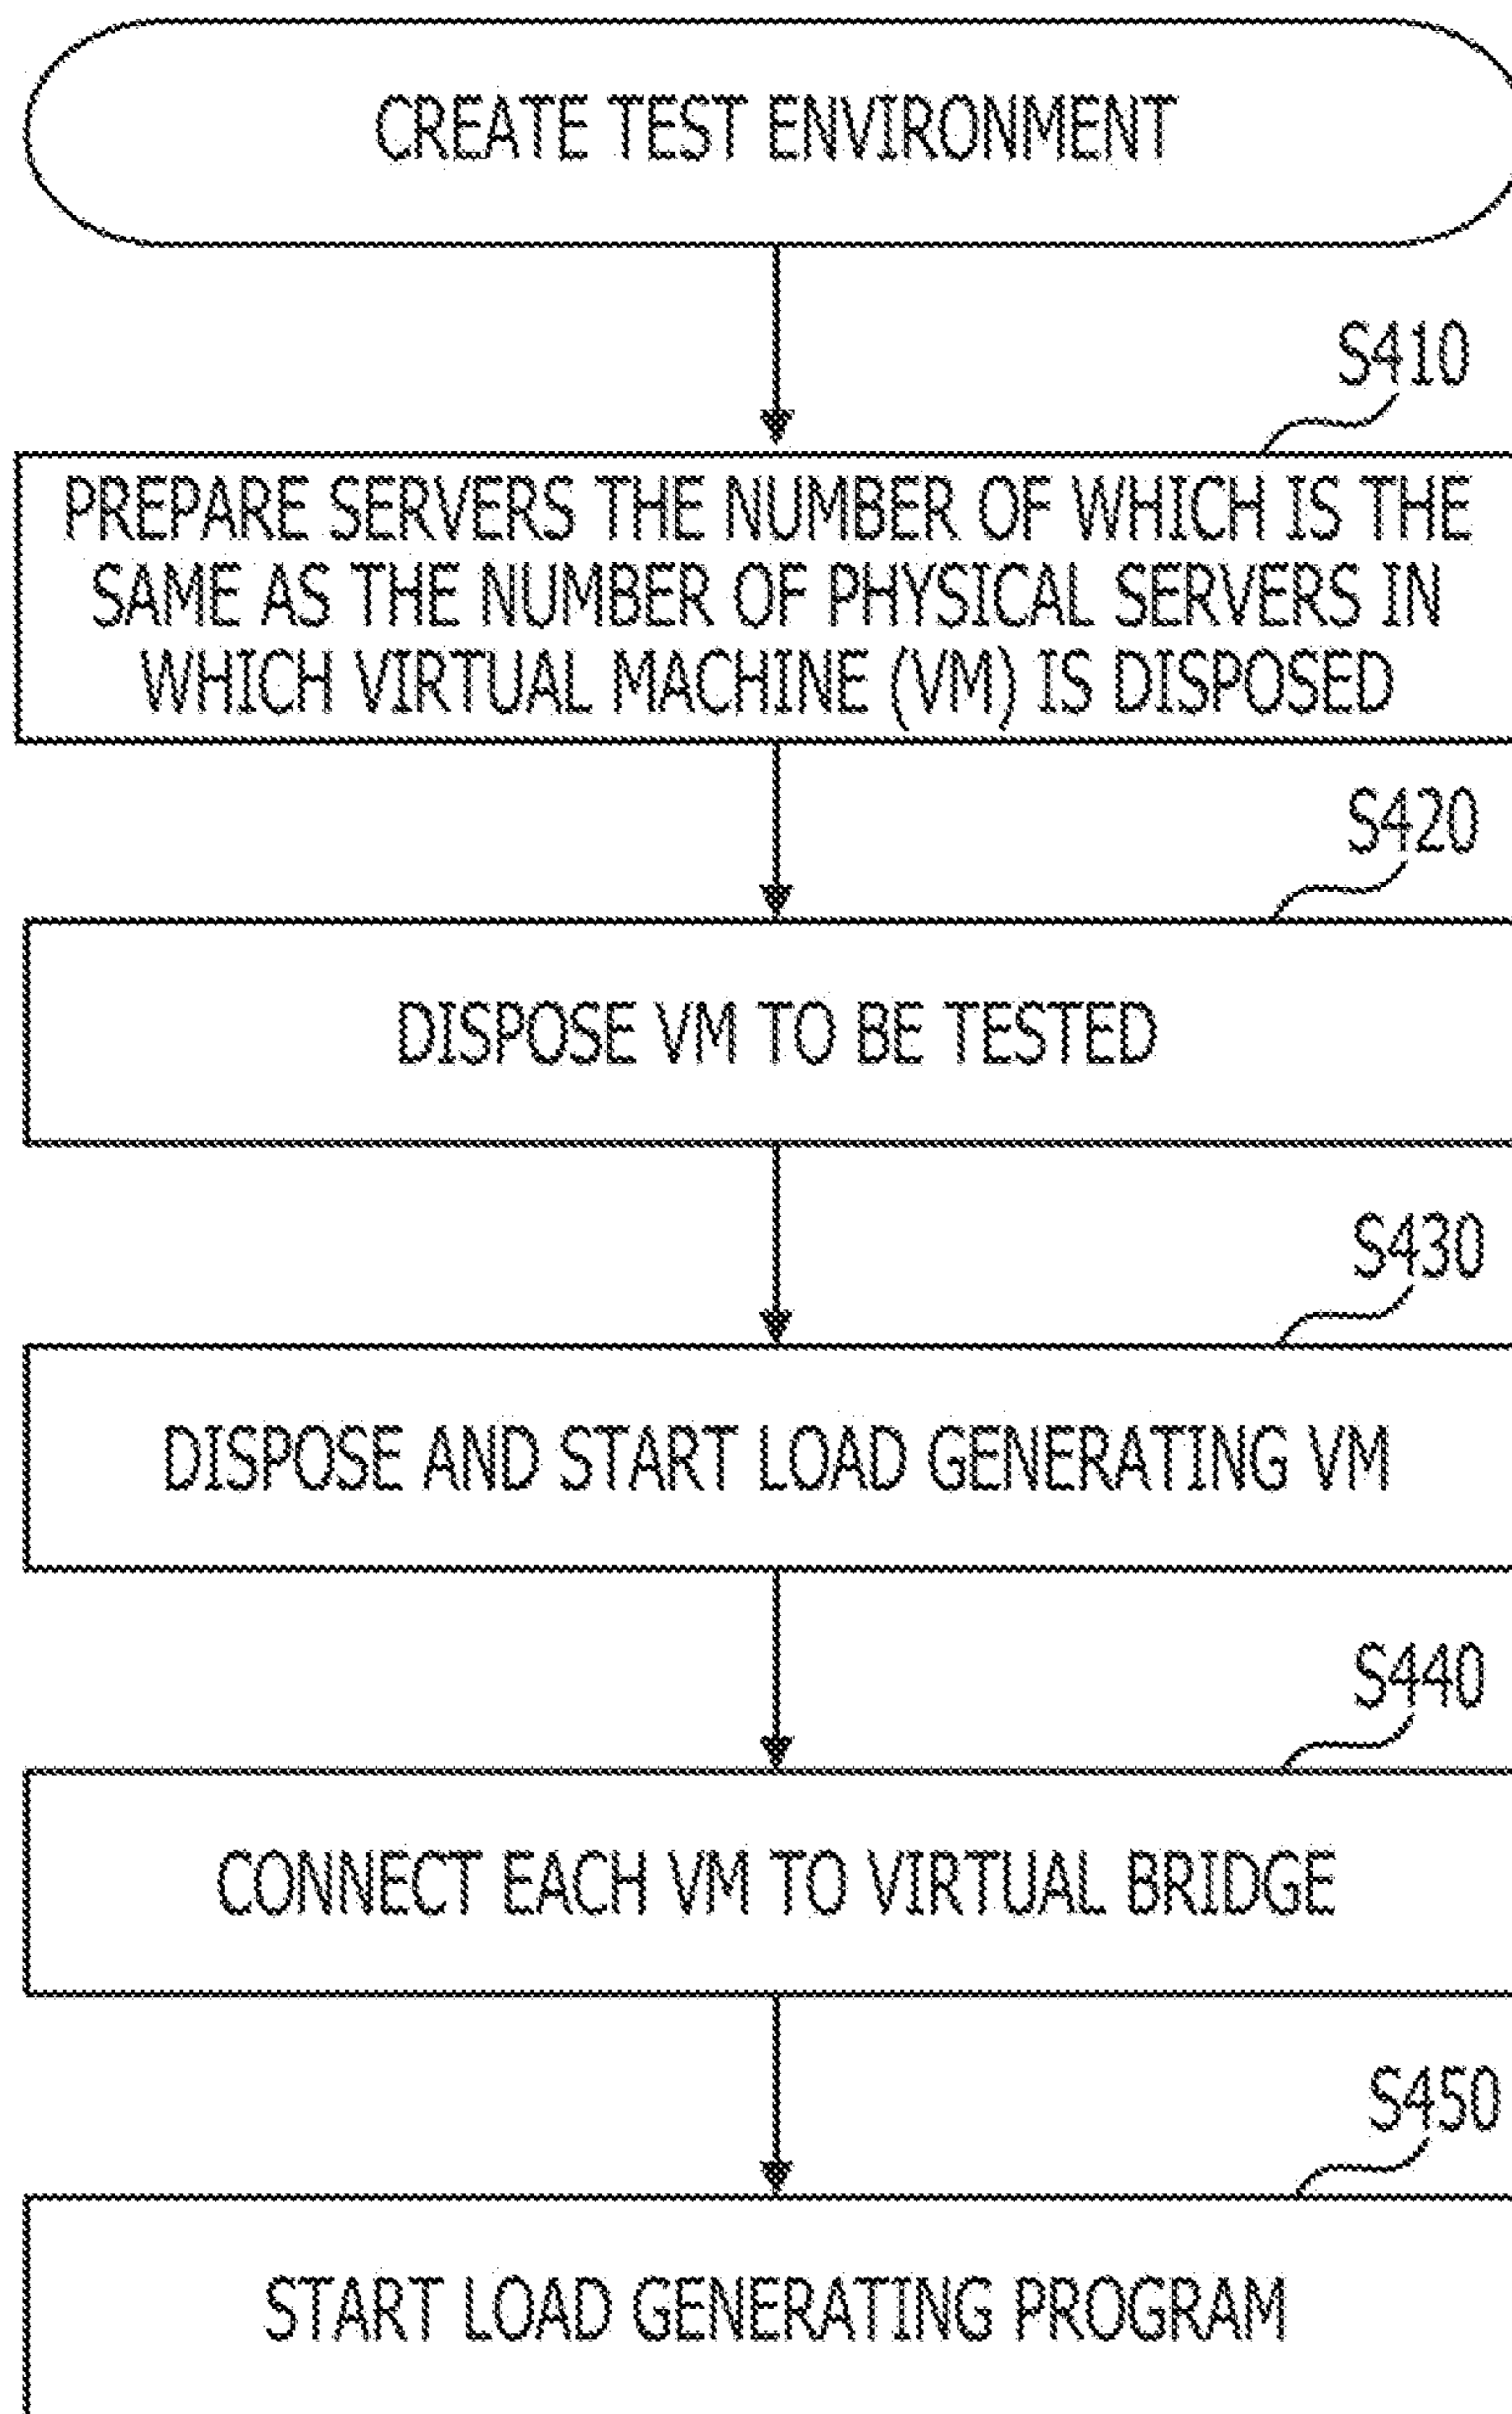 CREATE TEST ENVIRONMENT
S410
PREPARE SERVERS THE NUMBER OF WHICH IS THE
SAME AS THE NUMBER OF PHYSICAL SERVERS IN
WHICH VIRTUAL MACHINE (VM) IS DISPOSED
S420
DISPOSE VM TO BE TESTED
S430
DISPOSE AND START LOAD GENERATING VM
S440
CONNECT EACH VM TO VIRTUAL BRIDGE
S450
START LOAD GENERATING PROGRAM